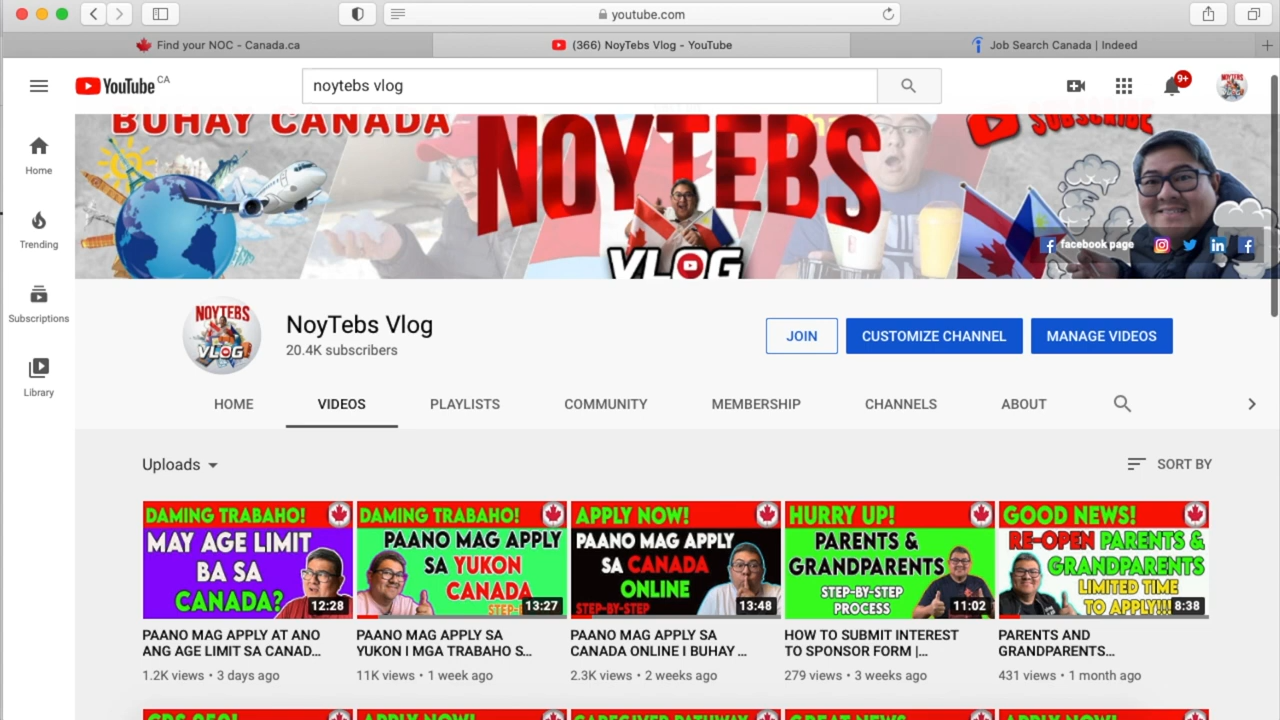 youtube.com
Find your NOC - Canada.ca
(366) NoyTebs Vlog - YouTube
Job Search Canada | Indeed
YouTube CA
noytebs vlog
9+
BUHAY CANADA
NOYTEBS
VLOG
SUBSCRIBE
facebook page
Home
Trending
Subscriptions
Library
NOYTEBS
VLOG
NoyTebs Vlog
20.4K subscribers
JOIN
CUSTOMIZE CHANNEL
MANAGE VIDEOS
HOME
VIDEOS
PLAYLISTS
COMMUNITY
MEMBERSHIP
CHANNELS
ABOUT
Uploads
SORT BY
DAMING TRABAHO!
MAY AGE LIMIT
BA SA
CANADA?
12:28
PAANO MAG APPLY AT ANO
ANG AGE LIMIT SA CANAD...
1.2K views • 3 days ago
DAMING TRABAHO!
PAANO MAG APPLY
SA YUKON
CANADA
13:27
PAANO MAG APPLY SA
YUKON I MGA TRABAHO S...
11K views • 1 week ago
APPLY NOW!
PAANO MAG APPLY
SA CANADA
ONLINE
STEP-BY-STEP
13:48
PAANO MAG APPLY SA
CANADA ONLINE I BUHAY ...
2.3K views • 2 weeks ago
HURRY UP!
PARENTS &
GRANDPARENTS
STEP-BY-STEP
PROCESS
11:02
HOW TO SUBMIT INTEREST
TO SPONSOR FORM |...
279 views • 3 weeks ago
GOOD NEWS!
RE-OPEN PARENTS &
GRANDPARENTS
LIMITED TIME
TO APPLY!!!
8:38
PARENTS AND
GRANDPARENTS...
431 views • 1 month ago
APPLY NOW!
CAREGIVER PATHWAY
GREAT NEWS
APPLY NOW!